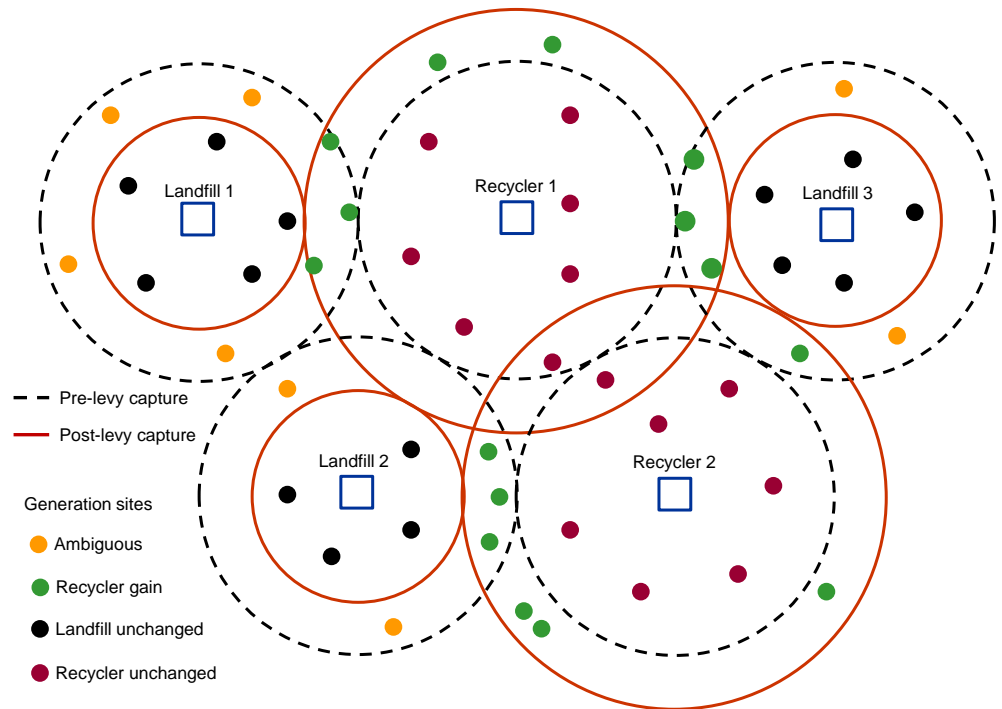 Landfill 1
Recycler 1
Landfill 3
Pre-levy capture
Post-levy capture
Landfill 2
Recycler 2
Generation sites
Ambiguous
Recycler gain
Landfill unchanged
Recycler unchanged